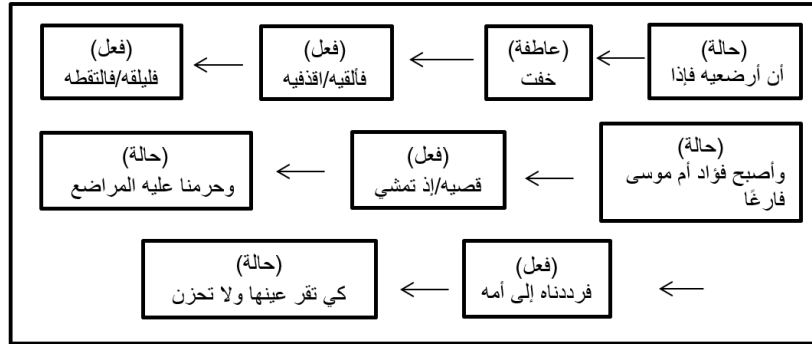 (حالة)
أن أرضعيه فإذا
(عاطفة)
خفت
(فعل)
فألقيه/اقذفيه
(فعل)
فليلقه/فالتقطه
(حالة)
وأصبح فؤاد أم موسى
فارغًا
(فعل)
قصيه/إذ تمشي
(حالة)
وحرمنا عليه المراضع
(فعل)
فرددناه إلى أمه
(حالة)
كي تقر عينها ولا تحزن